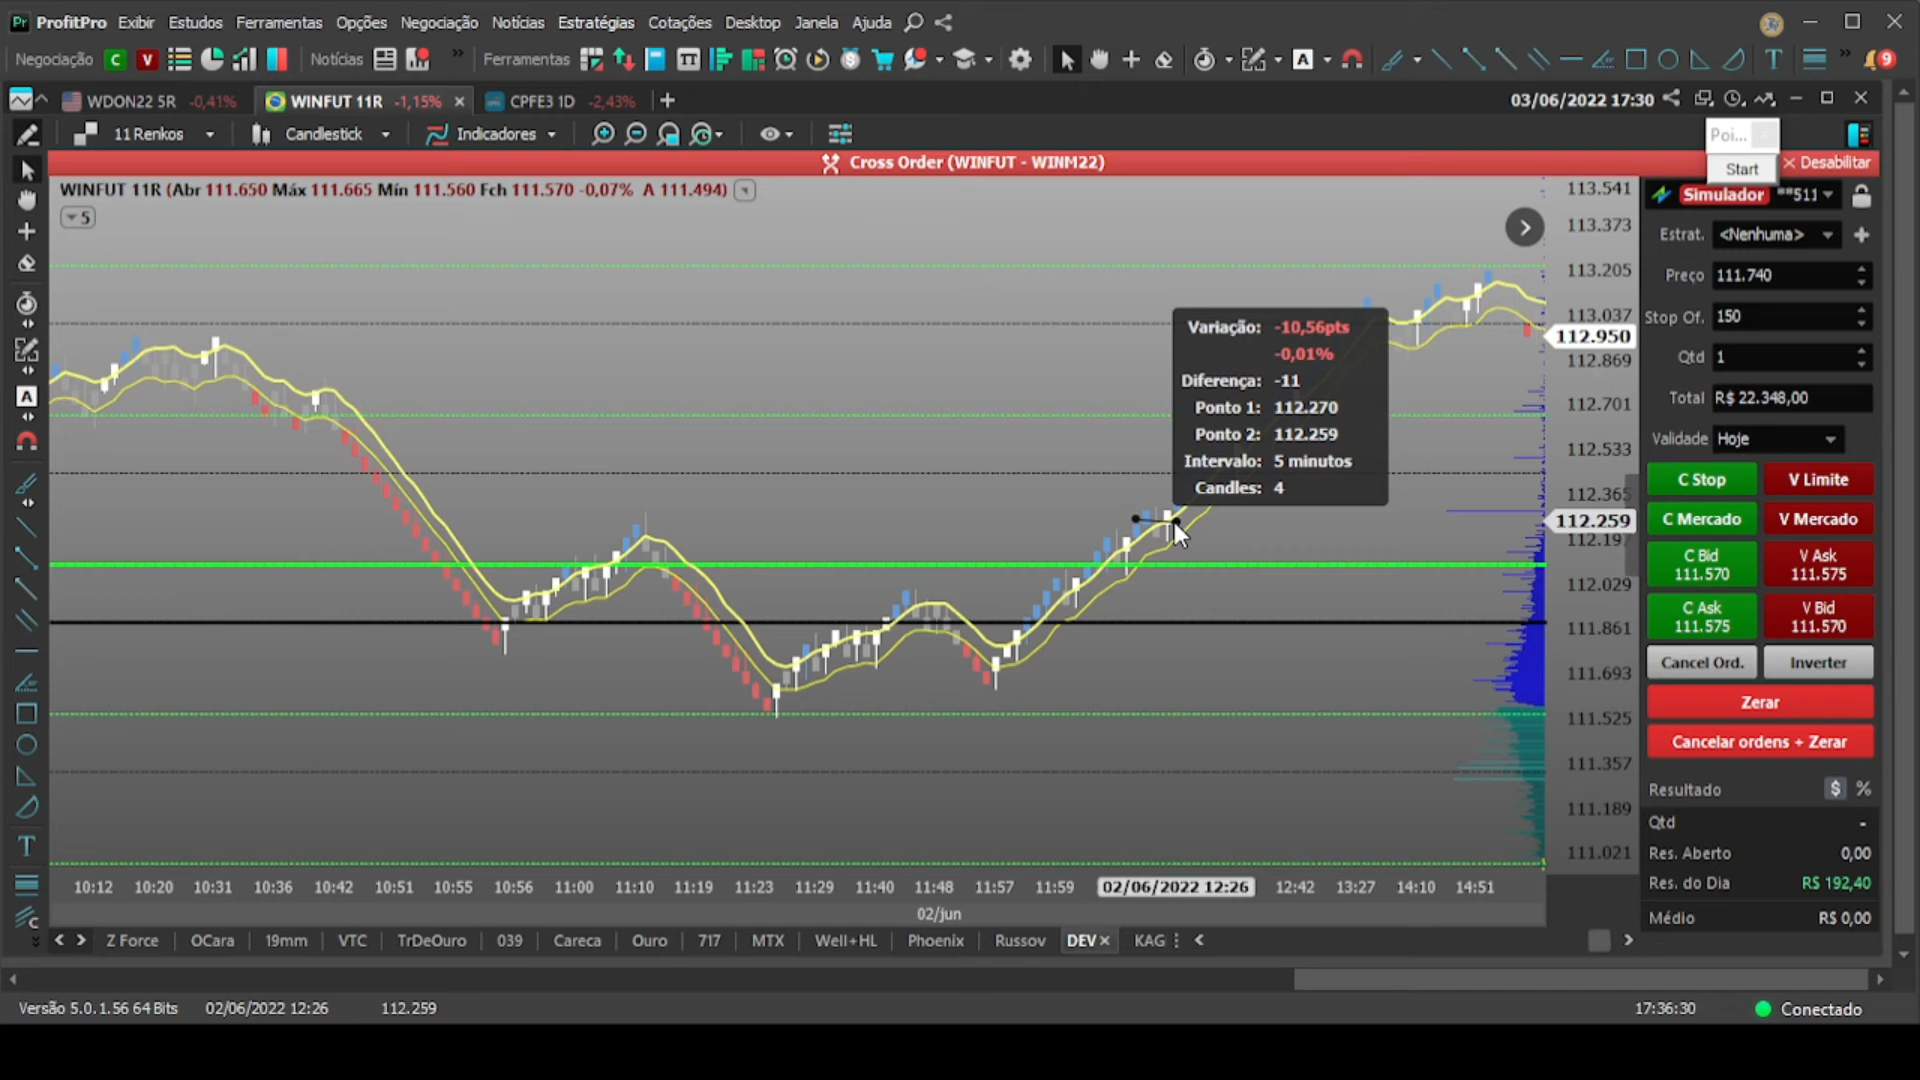 ProfitPro Exibir Estudos Ferramentas Opções Negociação Notícias Estratégias Cotações Desktop Janela Ajuda
Negociação C V Notícias Ferramentas A T 9
WDON22 5R -0,41% WINFUT 11R -1,15% × CPFE3 1D -2,43% + 03/06/2022 17:30
11 Renkos Candlestick Indicadores
Poi...
Start
Cross Order (WINFUT - WINM22)
× Desabilitar
WINFUT 11R (Abr 111.650 Máx 111.665 Mín 111.560 Fch 111.570 -0,07% A 111.494)
5
Variação: -10,56pts
-0,01%
Diferença: -11
Ponto 1: 112.270
Ponto 2: 112.259
Intervalo: 5 minutos
Candles: 4
113.541
113.373
113.205
113.037
112.950
112.869
112.701
112.533
112.365
112.259
112.197
112.029
111.861
111.693
111.525
111.357
111.189
111.021
Simulador **511
Estrat. <Nenhuma>
Preço 111.740
Stop Of. 150
Qtd 1
Total R$ 22.348,00
Validade Hoje
C Stop V Limite
C Mercado V Mercado
C Bid V Ask
111.570 111.575
C Ask V Bid
111.575 111.570
Cancel Ord. Inverter
Zerar
Cancelar ordens + Zerar
Resultado $ %
Qtd -
Res. Aberto 0,00
Res. do Dia R$ 192,40
Médio R$ 0,00
10:12 10:20 10:31 10:36 10:42 10:51 10:55 10:56 11:00 11:10 11:19 11:23 11:29 11:40 11:48 11:57 11:59 02/06/2022 12:26 12:42 13:27 14:10 14:51
02/jun
Z Force OCara 19mm VTC TrDeOuro 039 Careca Ouro 717 MTX Well+HL Phoenix Russov DEV × KAG
Versão 5.0.1.56 64 Bits 02/06/2022 12:26 112.259 17:36:30 Conectado